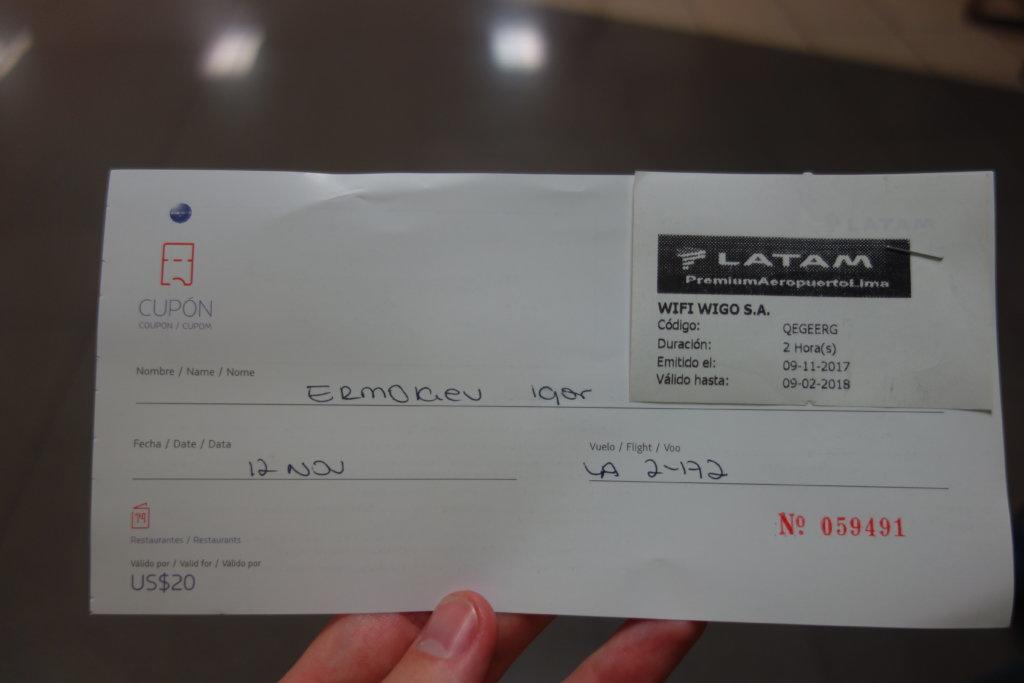 CUPÓN
COUPON / CUPOM
LATAM
PremiumAeropuertoLima
WIFI WIGO S.A.
Código: QEGEERG
Duración: 2 Hora(s)
Emitido el: 09-11-2017
Válido hasta: 09-02-2018
Nombre / Name / Nome
Igor
Fecha / Date / Data
12 NOV
Vuelo / Flight / Voo
LA
Nº 059491
Restaurantes / Restaurants
Válido por / Valid for / Válido por
US$20